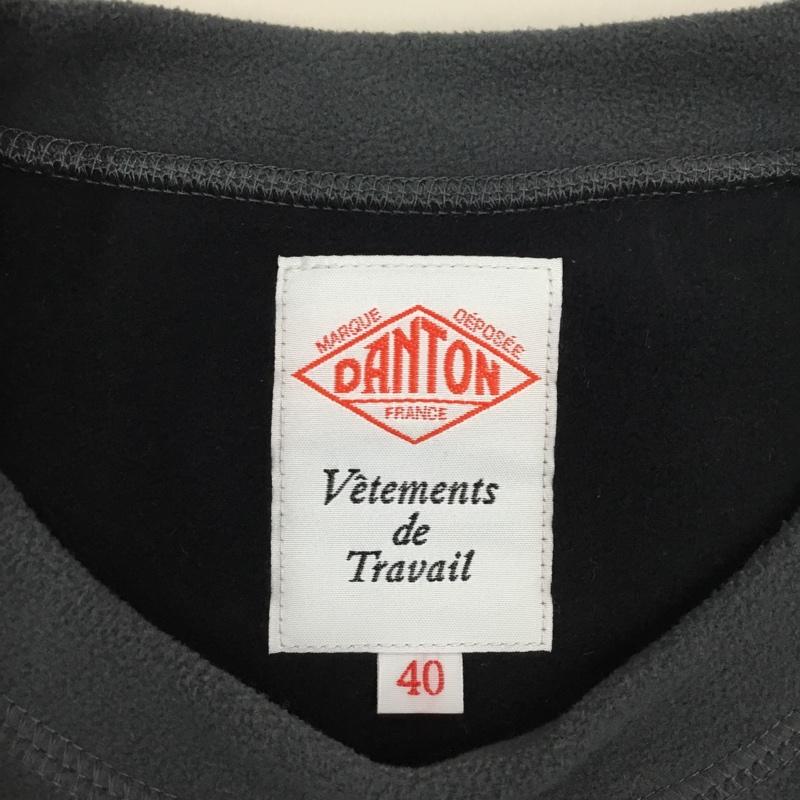 MARQUE DÉPOSÉE
DANTON
FRANCE
Vêtements
de
Travail
40